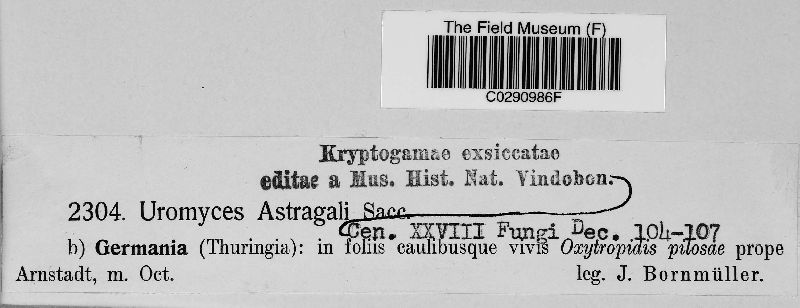 The Field Museum (F)
C0290986F
Kryptogamae exsiccatae
editae a Mus. Hist. Nat. Vindobon.
2304. Uromyces Astragali Sacc.
Cen. XXVIII Fungi Dec. 104-107
b) Germania (Thuringia): in foliis caulibusque vivis Oxytropidis pilosae prope
Arnstadt, m. Oct. leg. J. Bornmüller.